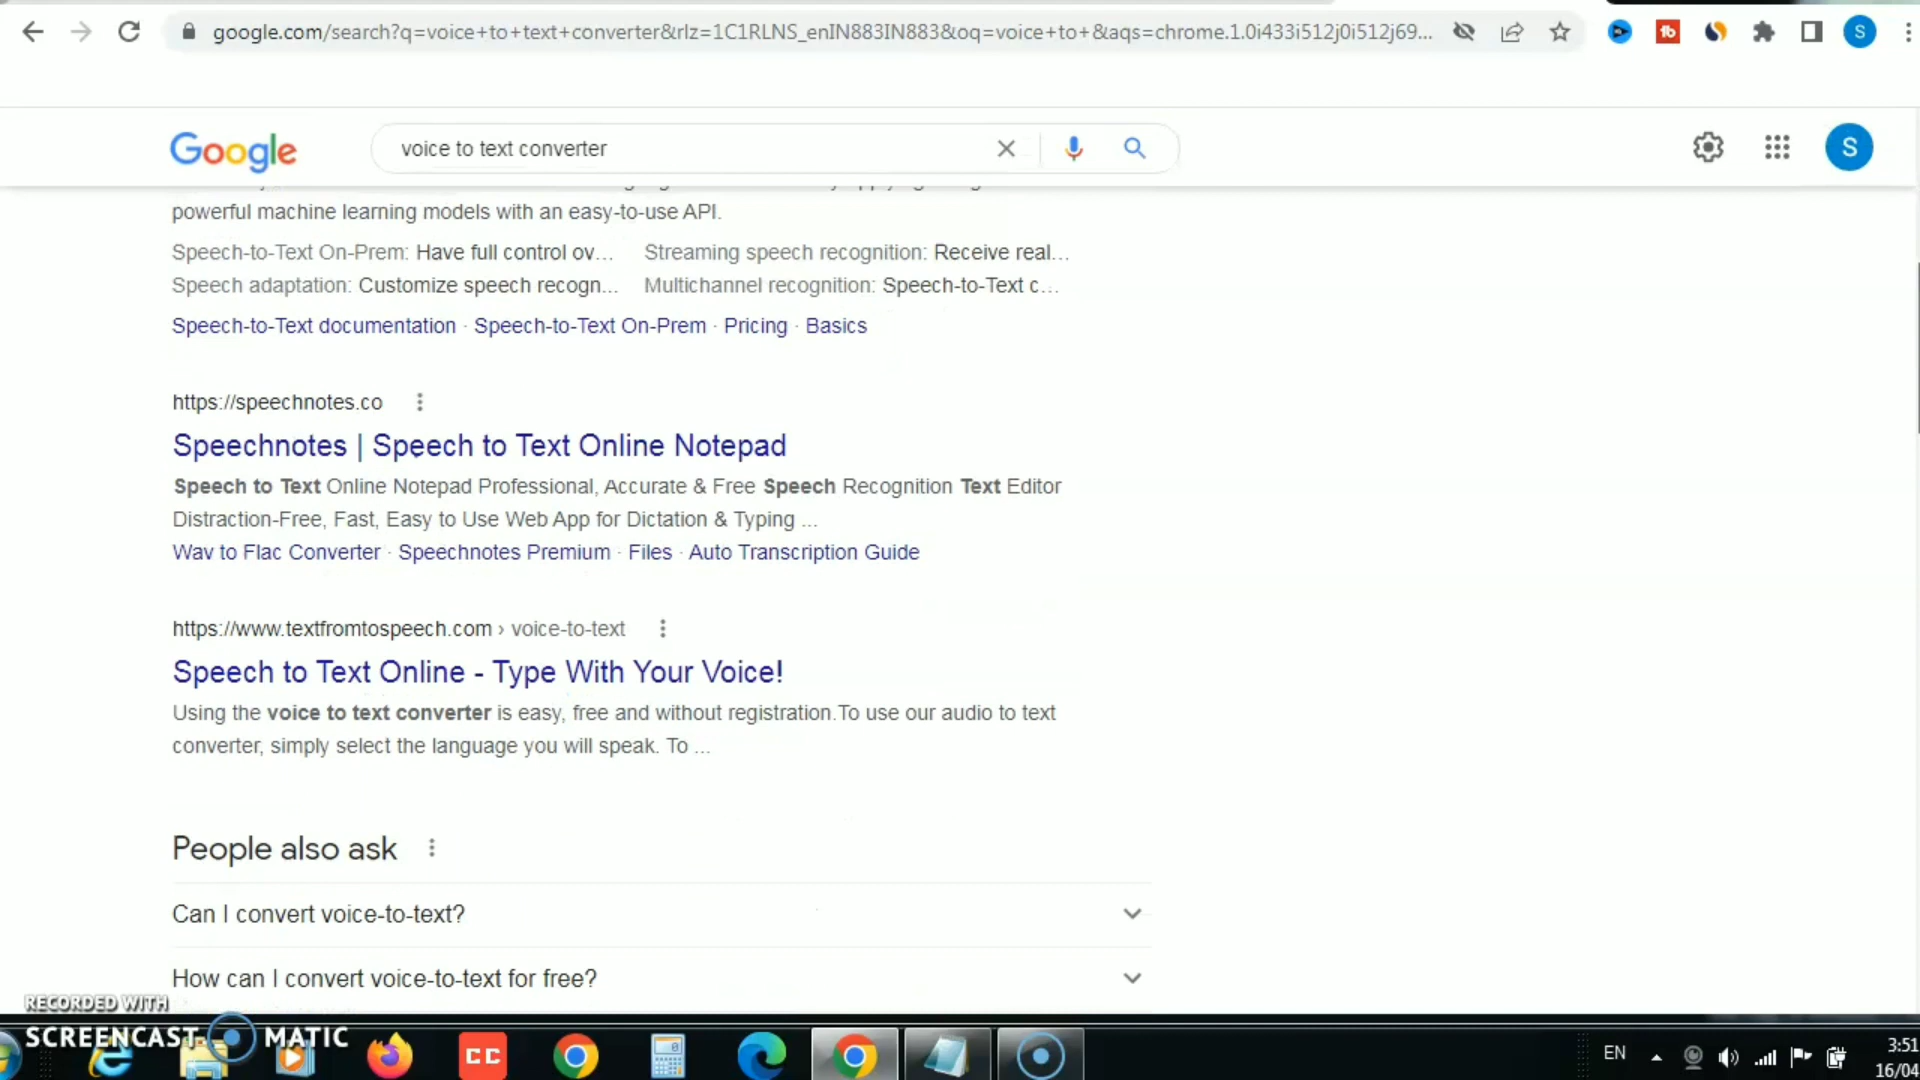 google.com/search?q=voice+to+text+converter&rlz=1C1RLNS_enIN883IN883&oq=voice+to+&aqs=chrome.1.0i433i512j0i512j69...
S
Google
voice to text converter
S
powerful machine learning models with an easy-to-use API.
Speech-to-Text On-Prem: Have full control ov... Streaming speech recognition: Receive real...
Speech adaptation: Customize speech recogn... Multichannel recognition: Speech-to-Text c...
Speech-to-Text documentation · Speech-to-Text On-Prem · Pricing · Basics
https://speechnotes.co
Speechnotes | Speech to Text Online Notepad
Speech to Text Online Notepad Professional, Accurate & Free Speech Recognition Text Editor
Distraction-Free, Fast, Easy to Use Web App for Dictation & Typing ...
Wav to Flac Converter · Speechnotes Premium · Files · Auto Transcription Guide
https://www.textfromtospeech.com › voice-to-text
Speech to Text Online - Type With Your Voice!
Using the voice to text converter is easy, free and without registration.To use our audio to text
converter, simply select the language you will speak. To ...
People also ask
Can I convert voice-to-text?
How can I convert voice-to-text for free?
RECORDED WITH
SCREENCAST MATIC
CC
EN
3:51
16/04